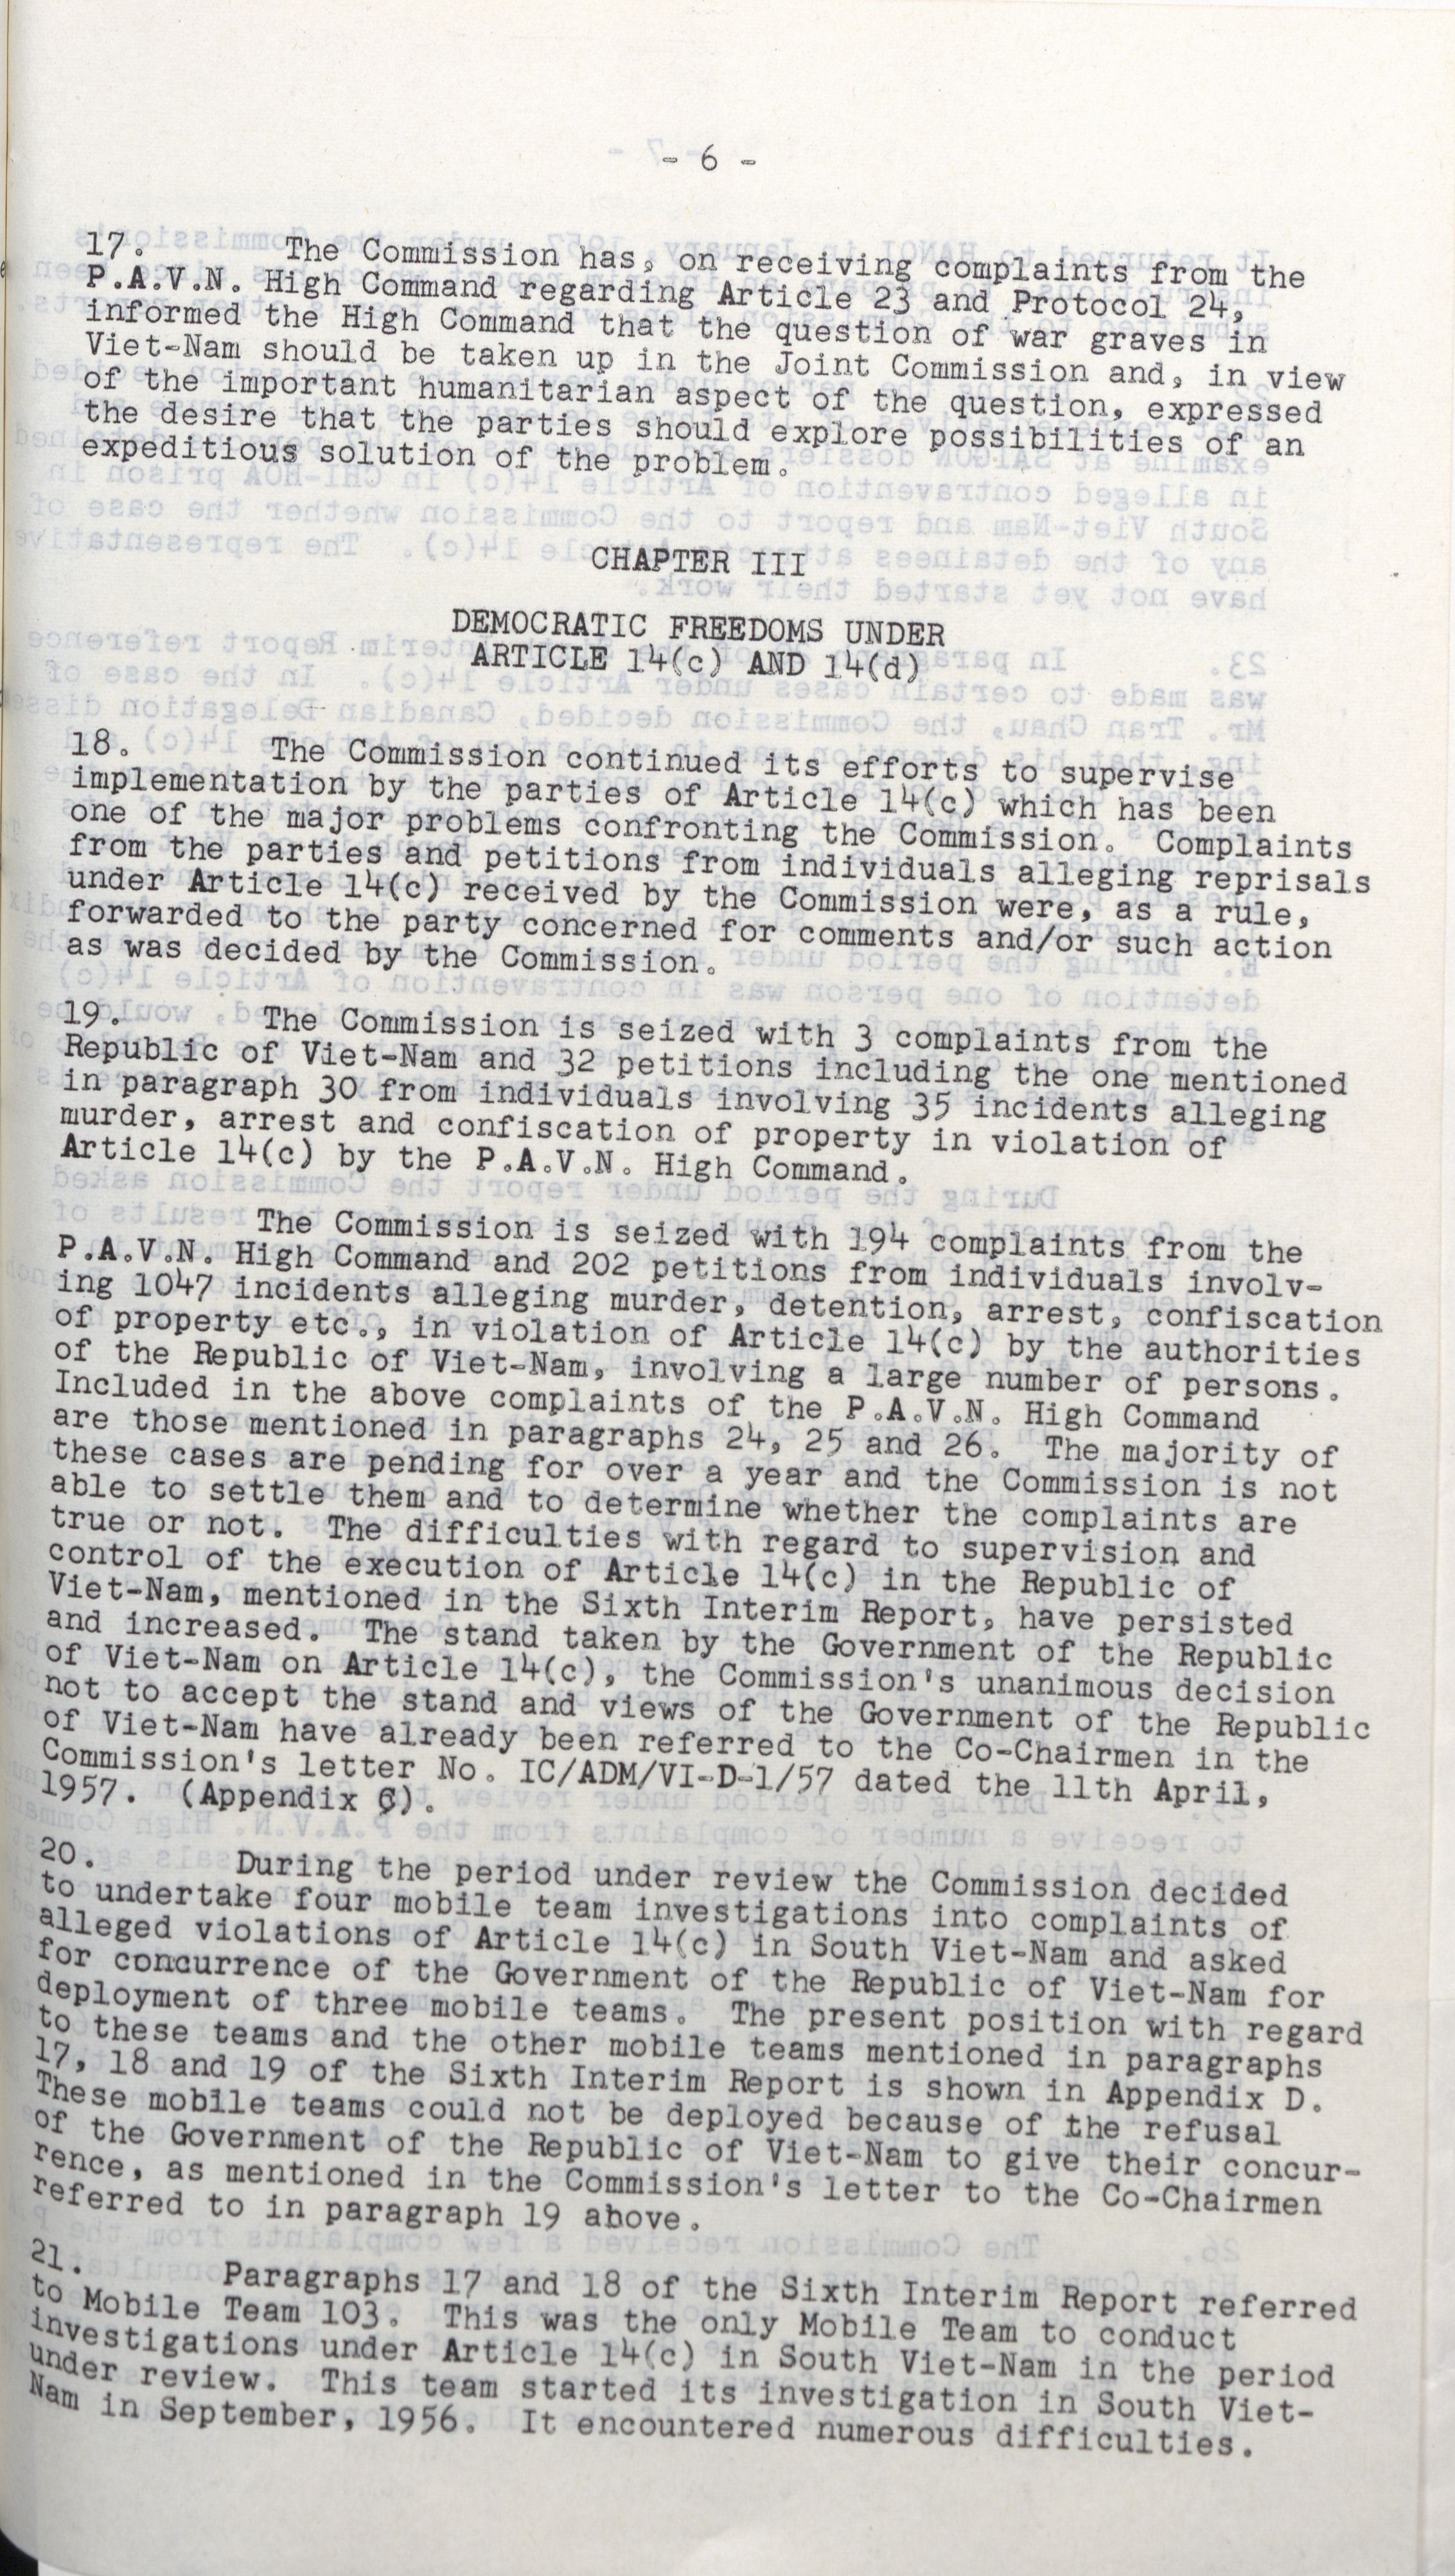 - 6 -
17. The Commission has, on receiving complaints from the
P.A.V.N. High Command regarding Article 23 and Protocol 24,
informed the High Command that the question of war graves in
Viet-Nam should be taken up in the Joint Commission and, in view
of the important humanitarian aspect of the question, expressed
the desire that the parties should explore possibilities of an
expeditious solution of the problem.
CHAPTER III
DEMOCRATIC FREEDOMS UNDER
ARTICLE 14(c) AND 14(d)
18. The Commission continued its efforts to supervise
implementation by the parties of Article 14(c) which has been
one of the major problems confronting the Commission. Complaints
from the parties and petitions from individuals alleging reprisals
under Article 14(c) received by the Commission were, as a rule,
forwarded to the party concerned for comments and/or such action
as was decided by the Commission.
19. The Commission is seized with 3 complaints from the
Republic of Viet-Nam and 32 petitions including the one mentioned
in paragraph 30 from individuals involving 35 incidents alleging
murder, arrest and confiscation of property in violation of
Article 14(c) by the P.A.V.N. High Command.
The Commission is seized with 194 complaints from the
P.A.V.N. High Command and 202 petitions from individuals involv-
ing 1047 incidents alleging murder, detention, arrest, confiscation
of property etc., in violation of Article 14(c) by the authorities
of the Republic of Viet-Nam, involving a large number of persons.
Included in the above complaints of the P.A.V.N. High Command
are those mentioned in paragraphs 24, 25 and 26. The majority of
these cases are pending for over a year and the Commission is not
able to settle them and to determine whether the complaints are
true or not. The difficulties with regard to supervision and
control of the execution of Article 14(c) in the Republic of
Viet-Nam, mentioned in the Sixth Interim Report, have persisted
and increased. The stand taken by the Government of the Republic
of Viet-Nam on Article 14(c), the Commission's unanimous decision
not to accept the stand and views of the Government of the Republic
of Viet-Nam have already been referred to the Co-Chairmen in the
Commission's letter No. IC/ADM/VI-D-1/57 dated the 11th April,
1957. (Appendix C).
20. During the period under review the Commission decided
to undertake four mobile team investigations into complaints of
alleged violations of Article 14(c) in South Viet-Nam and asked
for concurrence of the Government of the Republic of Viet-Nam for
deployment of three mobile teams. The present position with regard
to these teams and the other mobile teams mentioned in paragraphs
17, 18 and 19 of the Sixth Interim Report is shown in Appendix D.
These mobile teams could not be deployed because of the refusal
of the Government of the Republic of Viet-Nam to give their concur-
rence, as mentioned in the Commission's letter to the Co-Chairmen
referred to in paragraph 19 above.
21. Paragraphs 17 and 18 of the Sixth Interim Report referred
to Mobile Team 103. This was the only Mobile Team to conduct
investigations under Article 14(c) in South Viet-Nam in the period
under review. This team started its investigation in South Viet-
Nam in September, 1956. It encountered numerous difficulties.